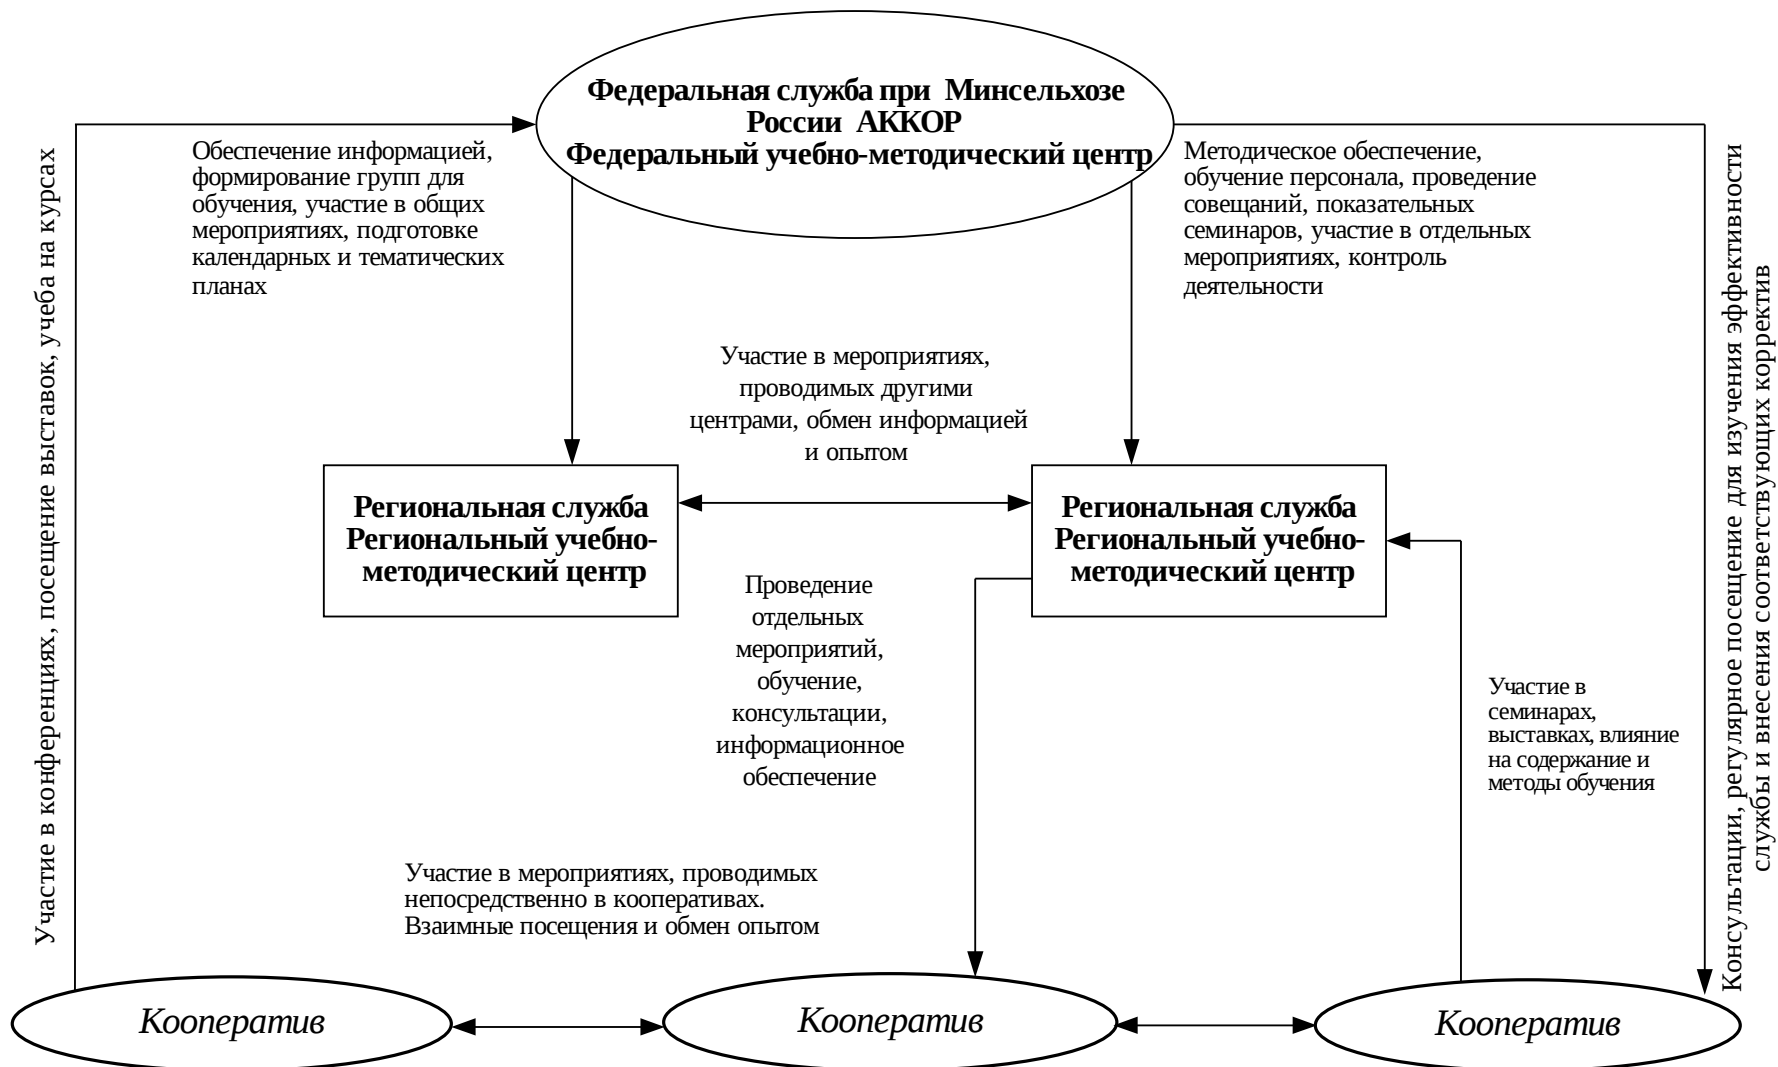 Федеральная служба при Минсельхозе
России АККОР
Федеральный учебно-методический центр
Обеспечение информацией,
формирование групп для
обучения, участие в общих
мероприятиях, подготовке
календарных и тематических
планах
Методическое обеспечение,
обучение персонала, проведение
совещаний, показательных
семинаров, участие в отдельных
мероприятиях, контроль
деятельности
Участие в конференциях, посещение выставок, учеба на курсах
Консультации, регулярное посещение для изучения эффективности
службы и внесения соответствующих корректив
Участие в мероприятиях,
проводимых другими
центрами, обмен информацией
и опытом
Региональная служба
Региональный учебно-
методический центр
Региональная служба
Региональный учебно-
методический центр
Проведение
отдельных
мероприятий,
обучение,
консультации,
информационное
обеспечение
Участие в
семинарах,
выставках, влияние
на содержание и
методы обучения
Участие в мероприятиях, проводимых
непосредственно в кооперативах.
Взаимные посещения и обмен опытом
Кооператив
Кооператив
Кооператив